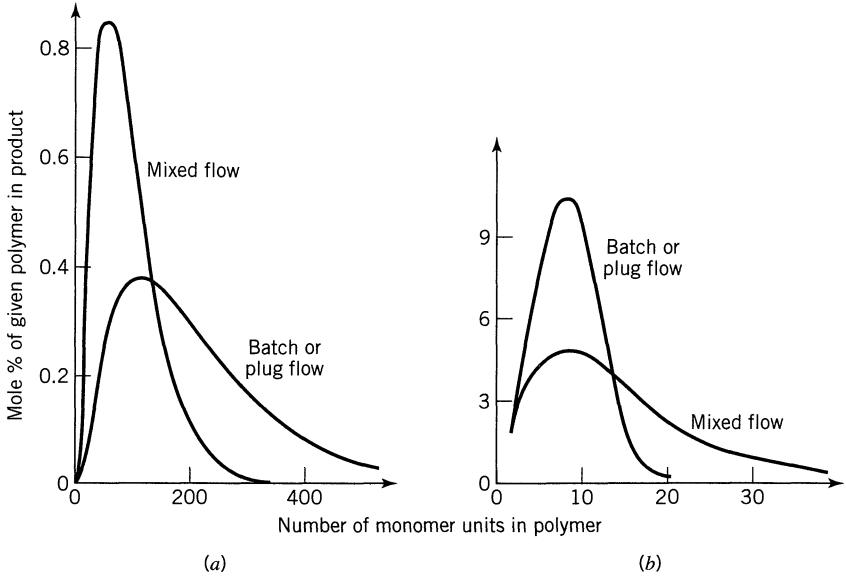 Mole % of given polymer in product
0.8
0.6
0.4
0.2
0
0
200
400
Mixed flow
Batch or
plug flow
9
6
3
0
0
10
20
30
Batch or
plug flow
Mixed flow
Number of monomer units in polymer
(a)
(b)